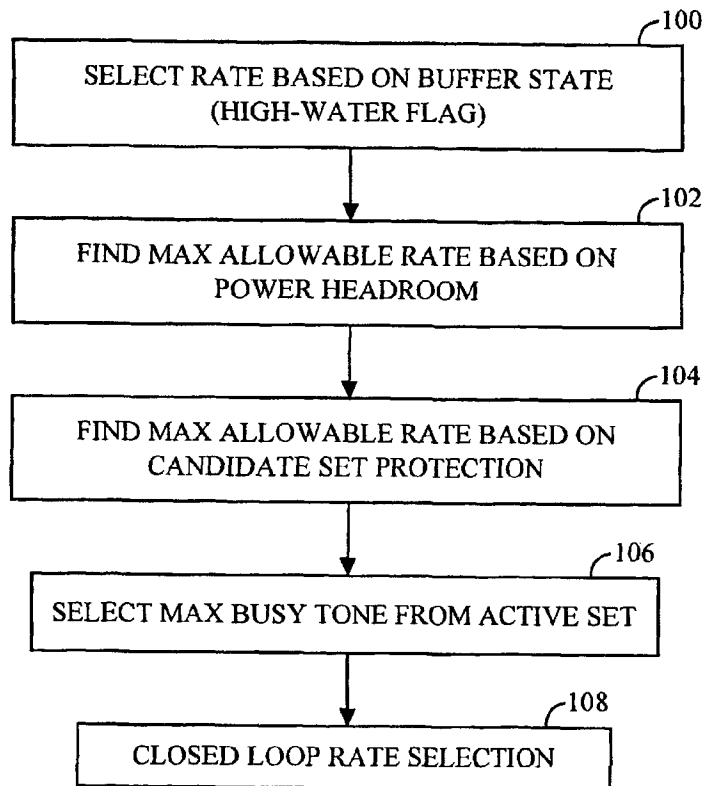 100
SELECT RATE BASED ON BUFFER STATE
(HIGH-WATER FLAG)
102
FIND MAX ALLOWABLE RATE BASED ON
POWER HEADROOM
104
FIND MAX ALLOWABLE RATE BASED ON
CANDIDATE SET PROTECTION
106
SELECT MAX BUSY TONE FROM ACTIVE SET
108
CLOSED LOOP RATE SELECTION